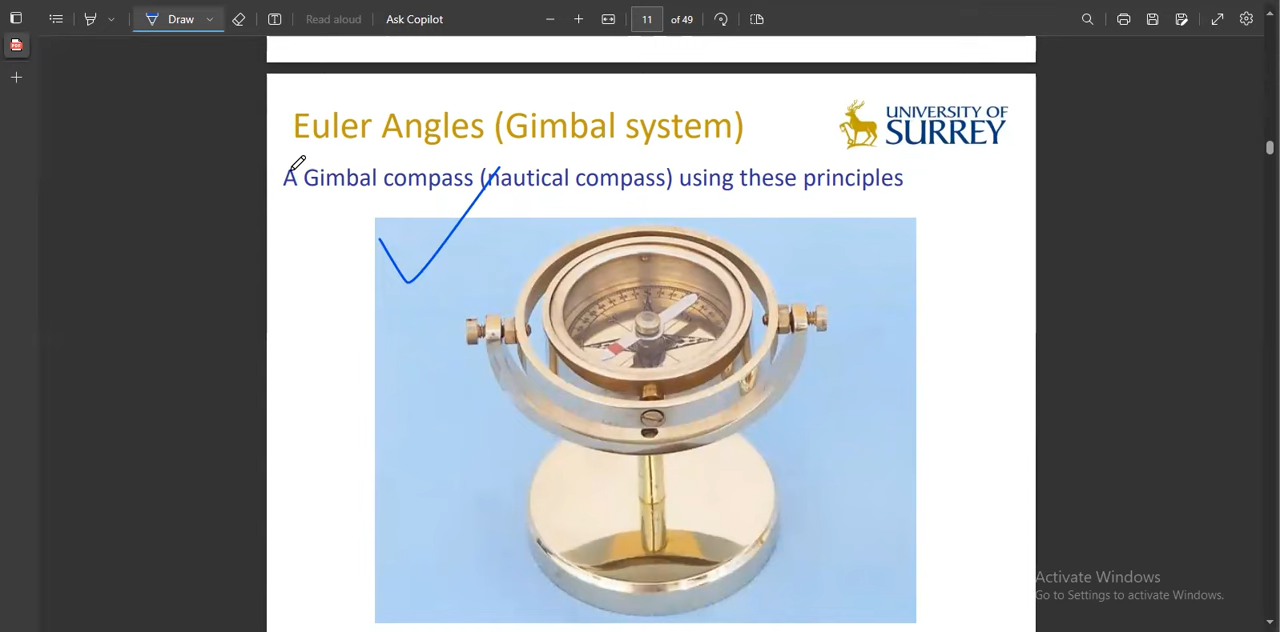 Draw
Read aloud
Ask Copilot
11 of 49
Euler Angles (Gimbal system)
UNIVERSITY OF
SURREY
A Gimbal compass (nautical compass) using these principles
Activate Windows
Go to Settings to activate Windows.